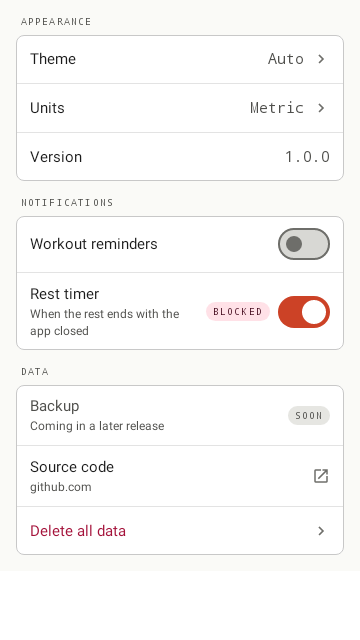 APPEARANCE
Theme Auto
Units Metric
Version 1.0.0
NOTIFICATIONS
Workout reminders
Rest timer
When the rest ends with the
app closed
BLOCKED
DATA
Backup
Coming in a later release
SOON
Source code
github.com
Delete all data